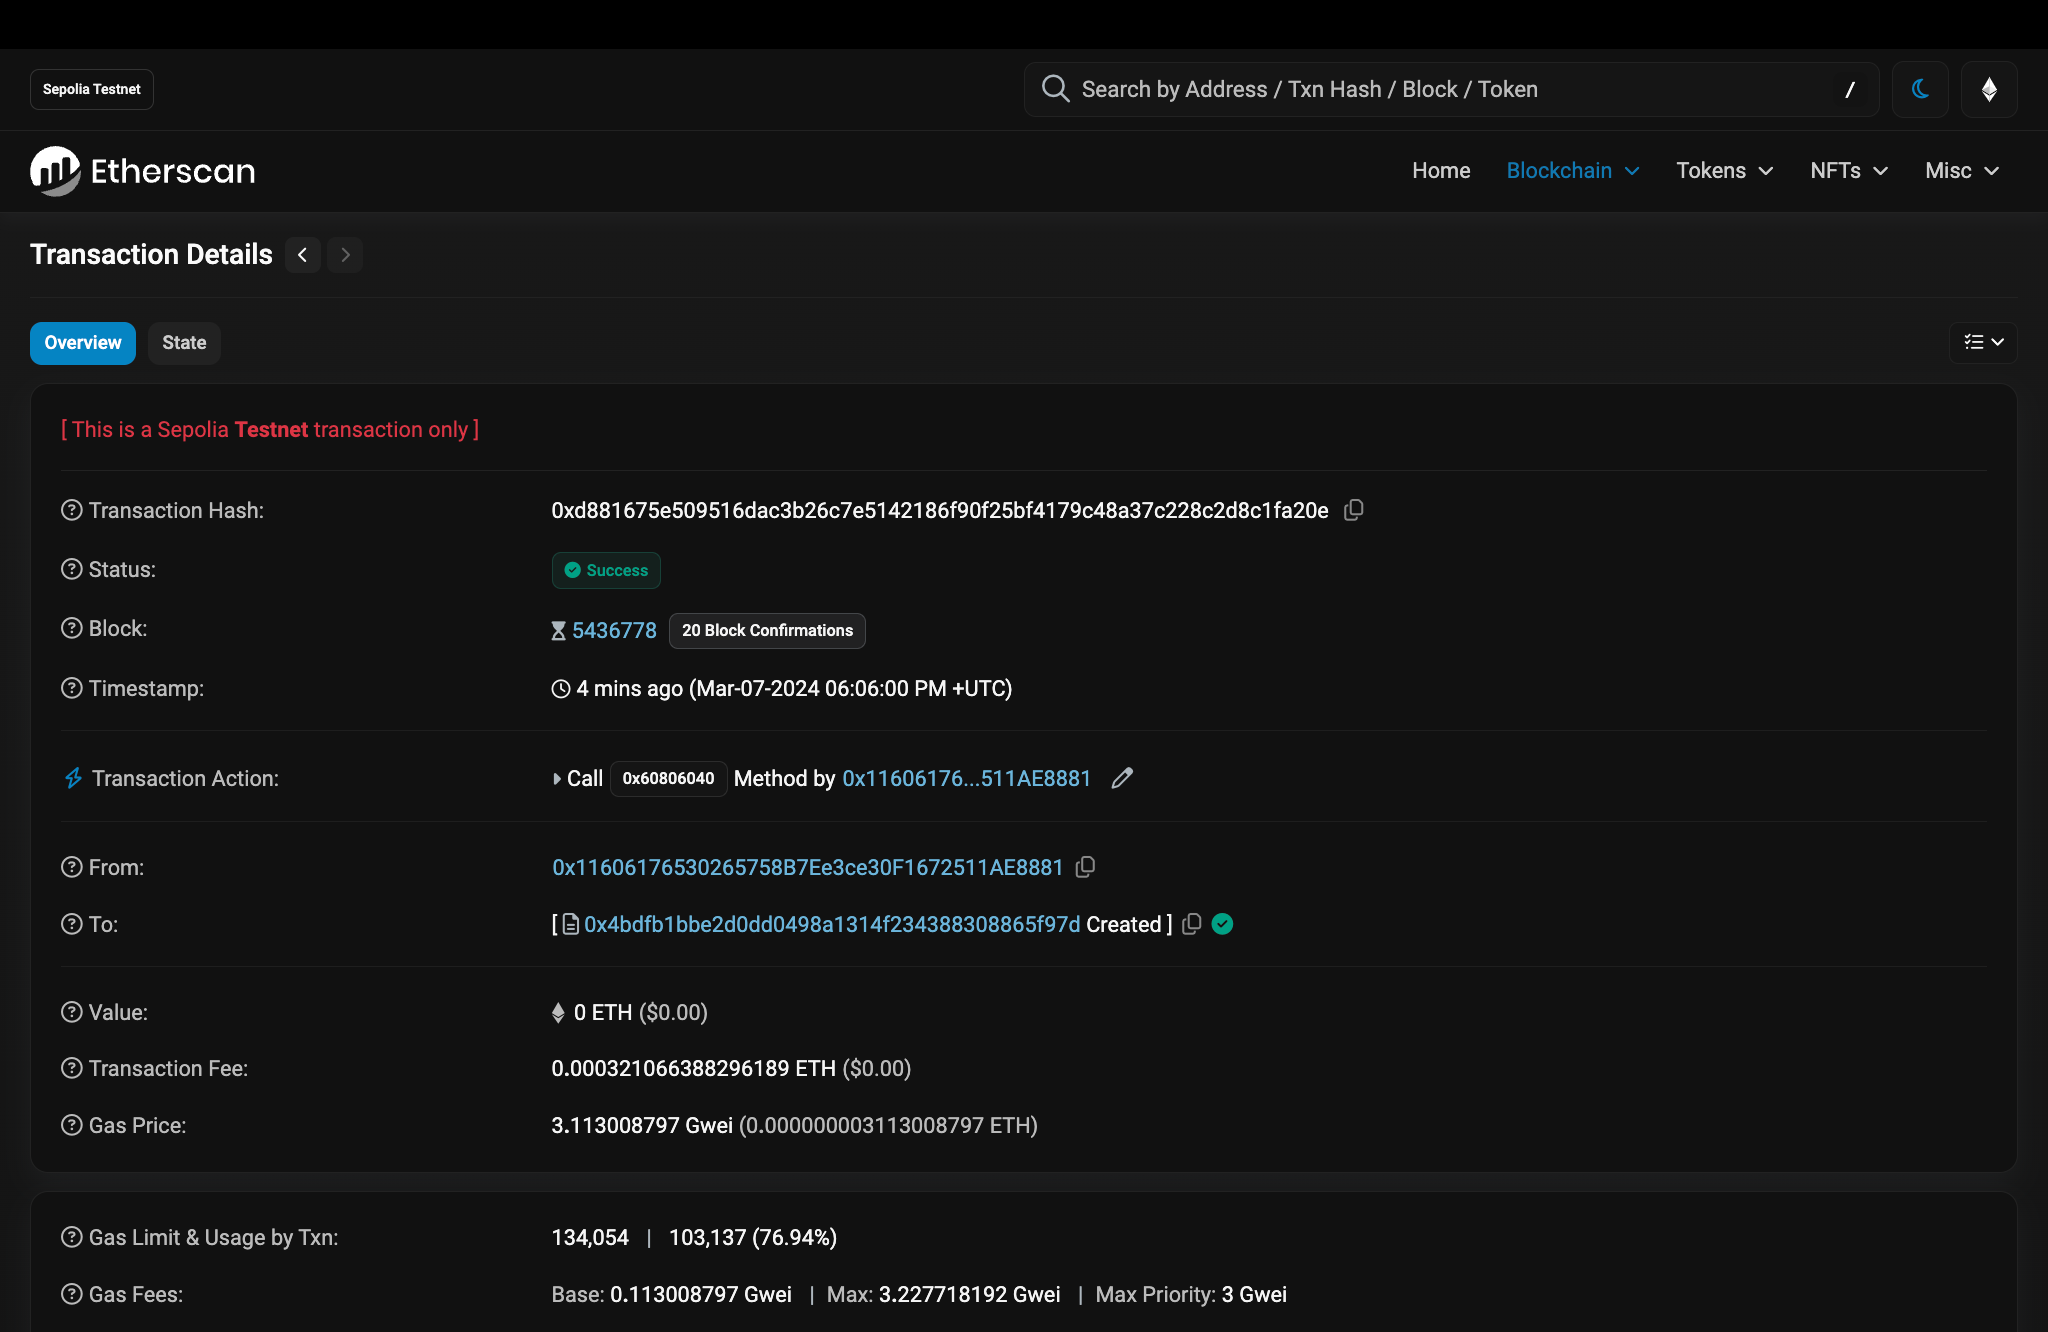 Sepolia Testnet
Search by Address / Txn Hash / Block / Token /
Etherscan
Home Blockchain Tokens NFTs Misc
Transaction Details
Overview State
[ This is a Sepolia Testnet transaction only ]
Transaction Hash: 0xd881675e509516dac3b26c7e5142186f90f25bf4179c48a37c228c2d8c1fa20e
Status: Success
Block: 5436778 20 Block Confirmations
Timestamp: 4 mins ago (Mar-07-2024 06:06:00 PM +UTC)
Transaction Action: Call 0x60806040 Method by 0x11606176...511AE8881
From: 0x11606176530265758B7Ee3ce30F1672511AE8881
To: [ 0x4bdfb1bbe2d0dd0498a1314f234388308865f97d Created ]
Value: 0 ETH ($0.00)
Transaction Fee: 0.000321066388296189 ETH ($0.00)
Gas Price: 3.113008797 Gwei (0.000000003113008797 ETH)
Gas Limit & Usage by Txn: 134,054 | 103,137 (76.94%)
Gas Fees: Base: 0.113008797 Gwei | Max: 3.227718192 Gwei | Max Priority: 3 Gwei